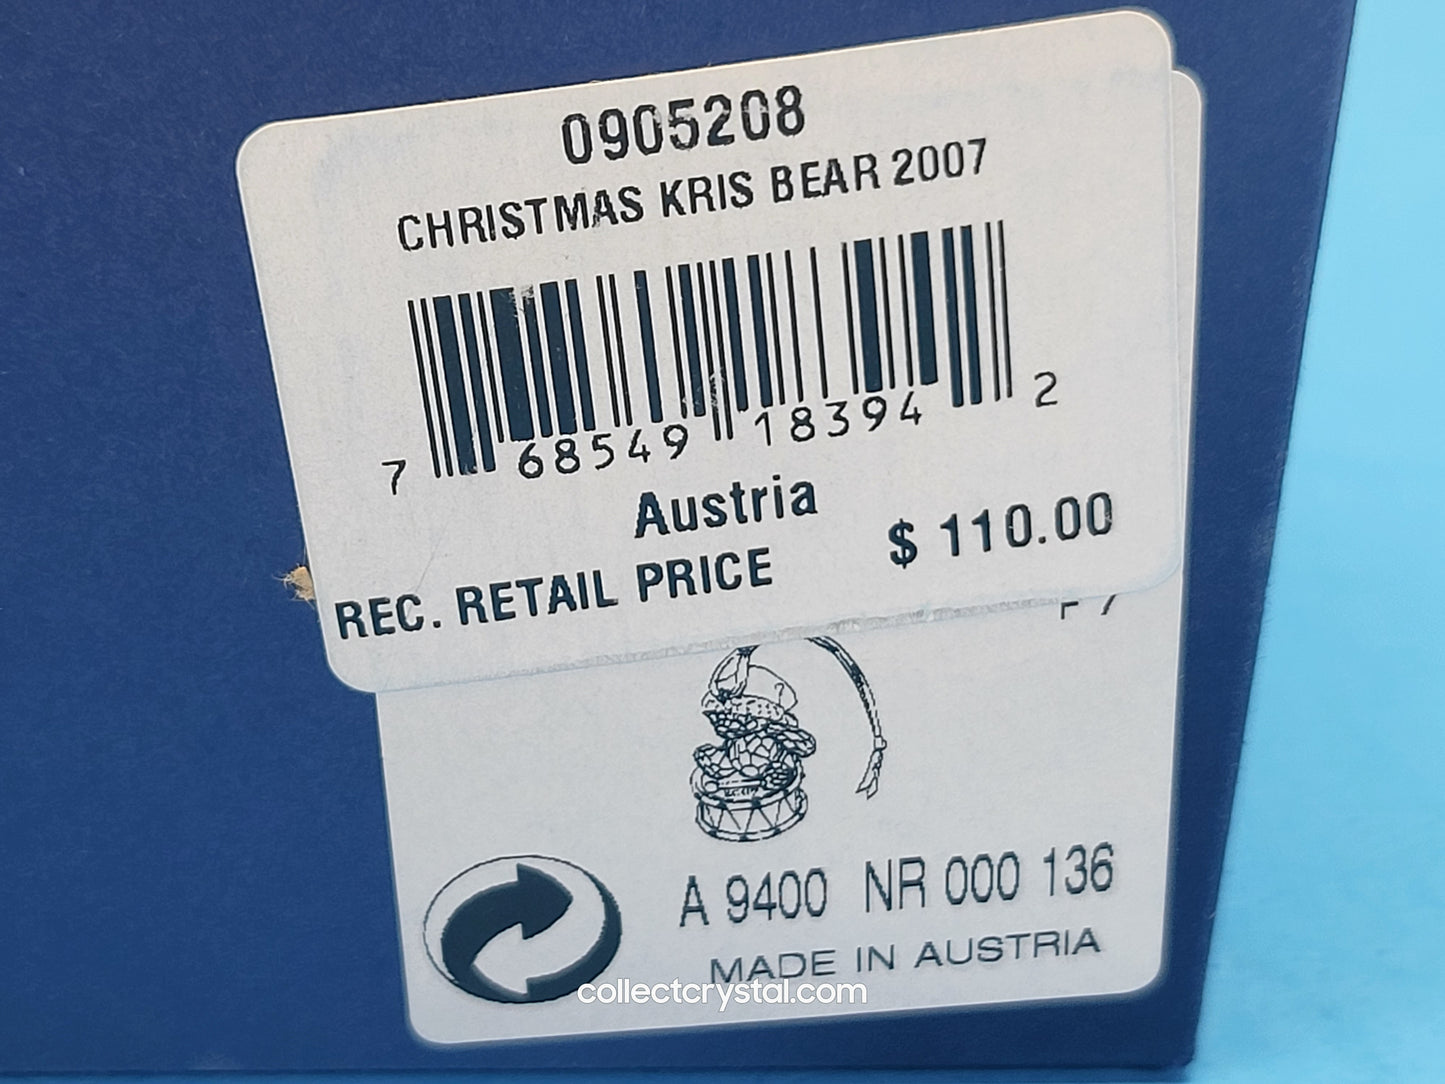 0905208
CHRISTMAS KRIS BEAR 2007
7 68549 18394 2
Austria
REC. RETAIL PRICE $ 110.00
A 9400 NR 000 136
MADE IN AUSTRIA
collectcrystal.com